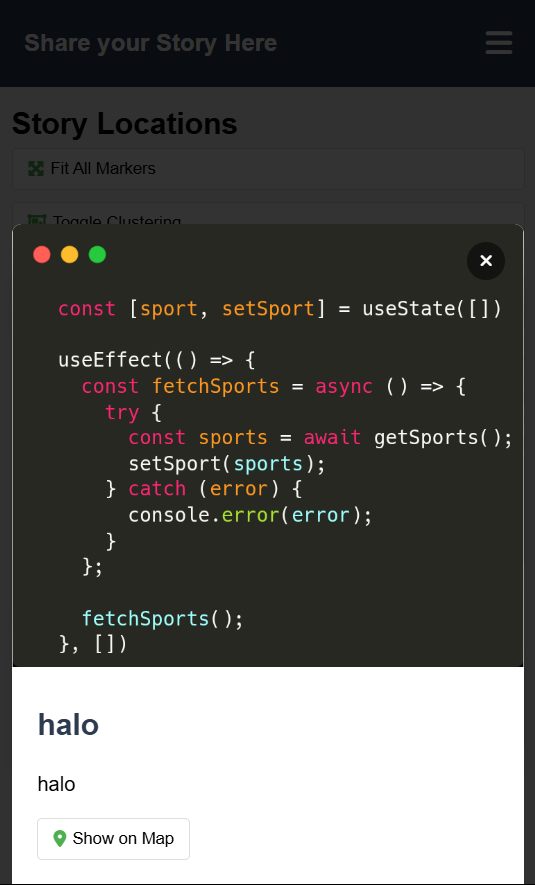 Share your Story Here
Story Locations
Fit All Markers
Toggle Clustering
const [sport, setSport] = useState([])
useEffect(() => {
const fetchSports = async () => {
try {
const sports = await getSports();
setSport(sports);
} catch (error) {
console.error(error);
}
};
fetchSports();
}, [])
halo
halo
Show on Map